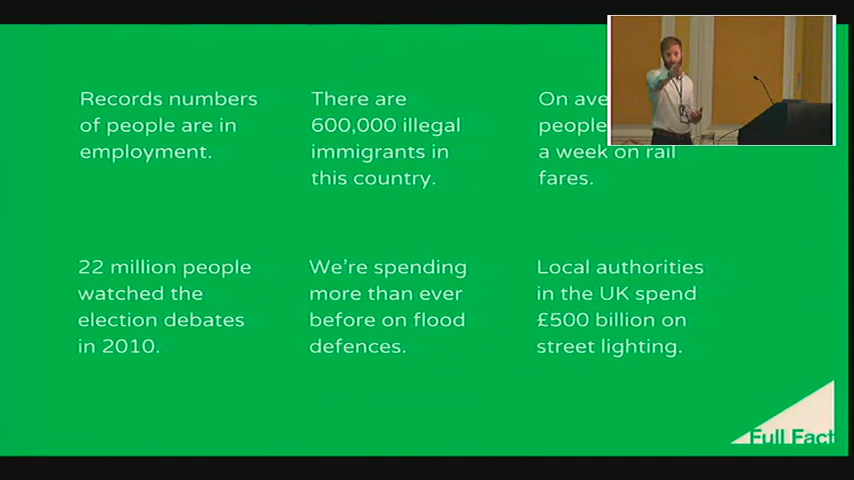 Records numbers
of people are in
employment.
There are
600,000 illegal
immigrants in
this country.
On ave
people
a week on rail
fares.
22 million people
watched the
election debates
in 2010.
We're spending
more than ever
before on flood
defences.
Local authorities
in the UK spend
£500 billion on
street lighting.
Full Fact